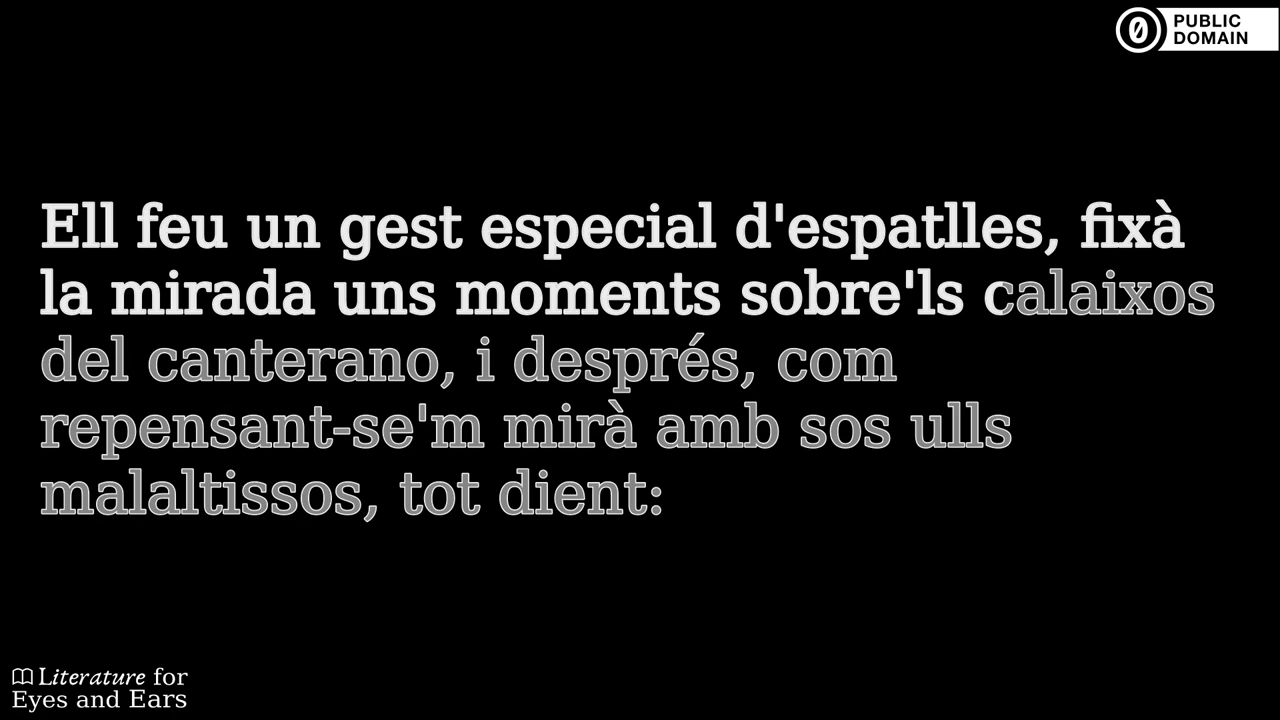 PUBLIC
DOMAIN
Ell feu un gest especial d'espatlles, fixà
la mirada uns moments sobre'ls calaixos
del canterano, i després, com
repensant-se'm mirà amb sos ulls
malaltissos, tot dient:
Literature for
Eyes and Ears